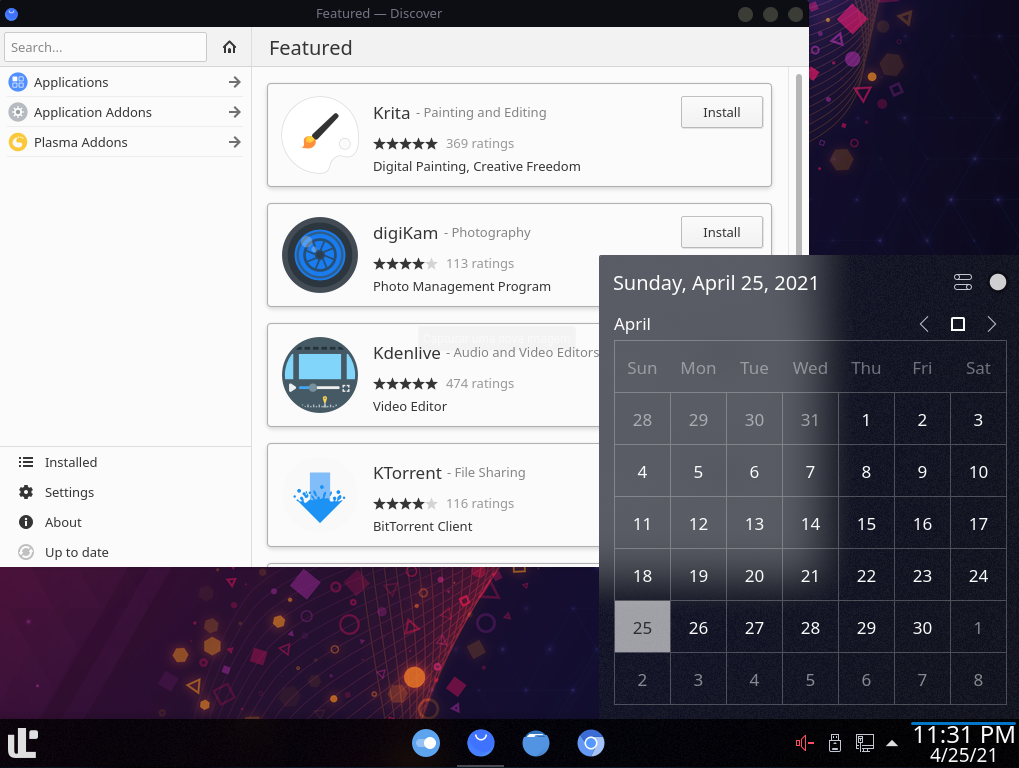 Featured — Discover
Search...
Featured
Applications
Application Addons
Plasma Addons
Krita - Painting and Editing
Install
369 ratings
Digital Painting, Creative Freedom
digiKam - Photography
Install
113 ratings
Photo Management Program
Kdenlive - Audio and Video Editors
474 ratings
Video Editor
KTorrent - File Sharing
116 ratings
BitTorrent Client
Installed
Settings
About
Up to date
Sunday, April 25, 2021
April
Sun Mon Tue Wed Thu Fri Sat
28 29 30 31 1 2 3
4 5 6 7 8 9 10
11 12 13 14 15 16 17
18 19 20 21 22 23 24
25 26 27 28 29 30 1
2 3 4 5 6 7 8
11:31 PM
4/25/21